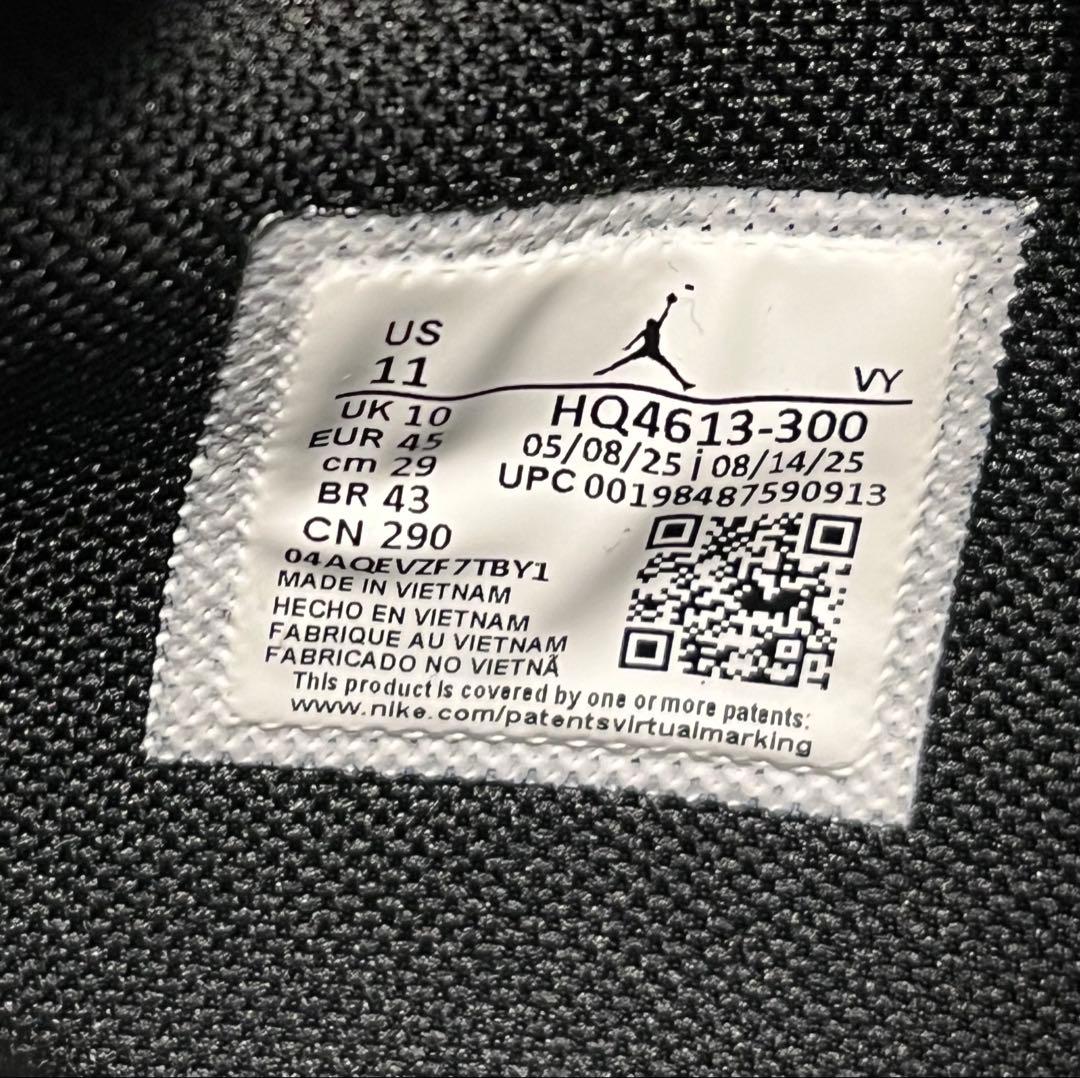 US
11
VY
UK 10
HQ4613-300
EUR 45
05/08/25 | 08/14/25
cm 29
UPC 00198487590913
BR 43
CN 290
04AQEVZF7TBY1
MADE IN VIETNAM
HECHO EN VIETNAM
FABRIQUE AU VIETNAM
FABRICADO NO VIETNÃ
This product is covered by one or more patents:
www.nike.com/patentsvirtualmarking